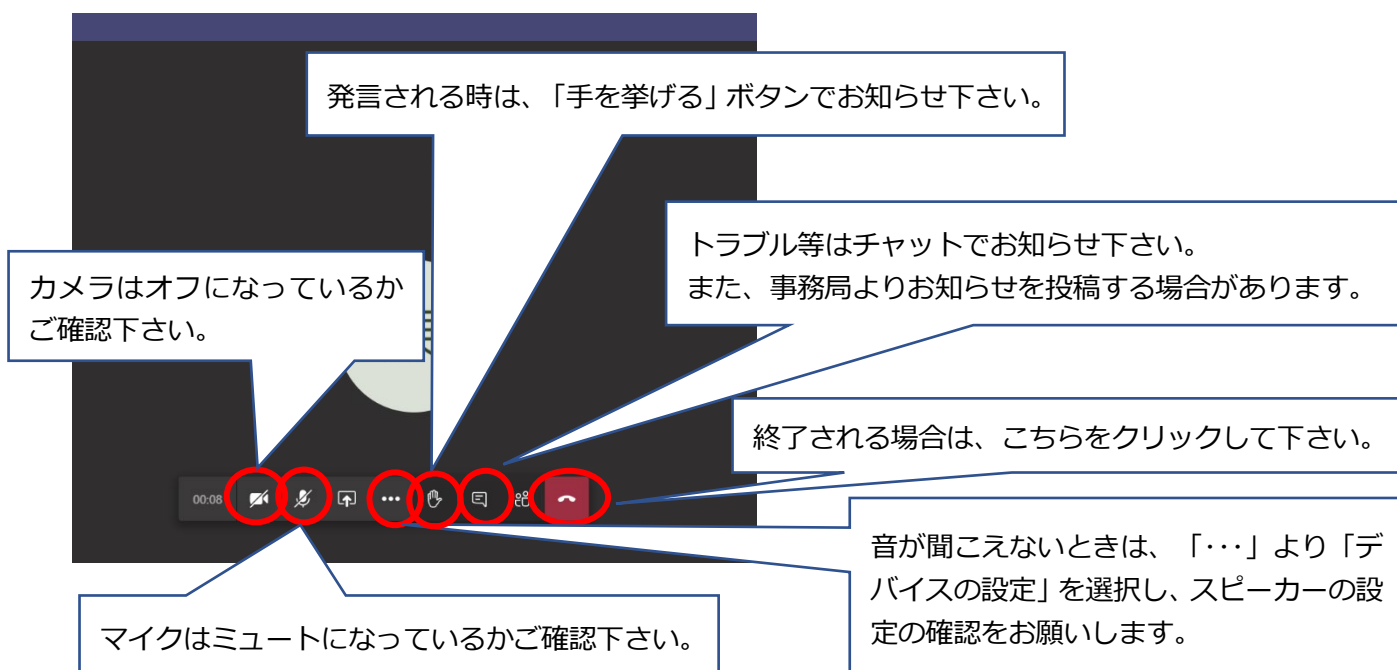 発言される時は、「手を挙げる」ボタンでお知らせ下さい。
トラブル等はチャットでお知らせ下さい。
また、事務局よりお知らせを投稿する場合があります。
カメラはオフになっているか
ご確認下さい。
終了される場合は、こちらをクリックして下さい。
00:08
音が聞こえないときは、「･･･」より「デ
バイスの設定」を選択し、スピーカーの設
定の確認をお願いします。
マイクはミュートになっているかご確認下さい。